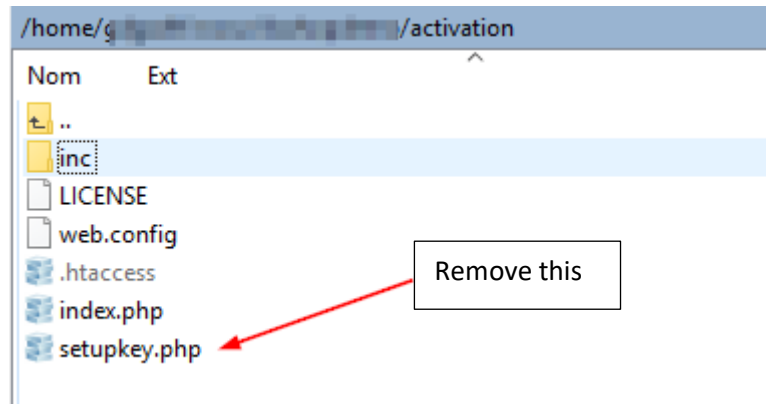 /home/g /activation
Nom Ext
..
inc
LICENSE
web.config
.htaccess
Remove this
index.php
setupkey.php